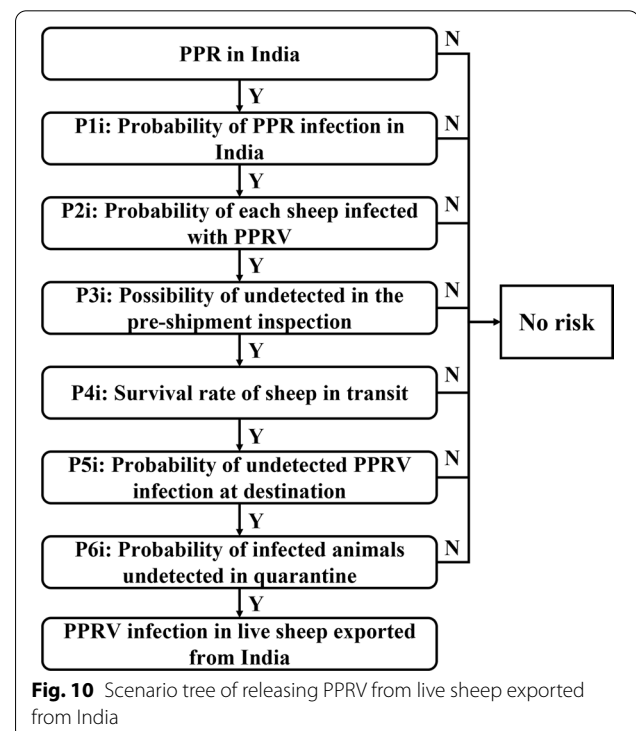 PPR in India
N
Y
P1i: Probability of PPR infection in
India
N
Y
P2i: Probability of each sheep infected
with PPRV
N
Y
P3i: Possibility of undetected in the
pre-shipment inspection
N
No risk
Y
P4i: Survival rate of sheep in transit
N
Y
P5i: Probability of undetected PPRV
infection at destination
N
Y
P6i: Probability of infected animals
undetected in quarantine
N
Y
PPRV infection in live sheep exported
from India
Fig. 10 Scenario tree of releasing PPRV from live sheep exported
from India